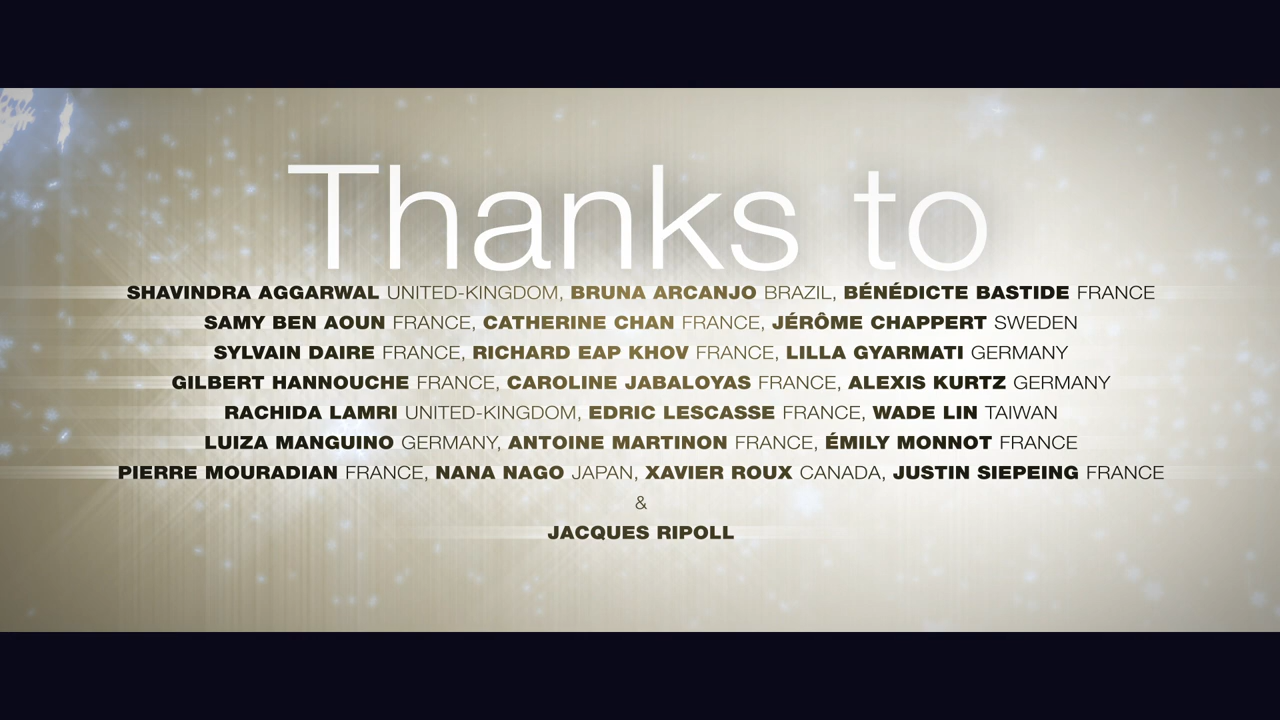 Thanks to
SHAVINDRA AGGARWAL UNITED-KINGDOM, BRUNA ARCANJO BRAZIL, BÉNÉDICTE BASTIDE FRANCE
SAMY BEN AOUN FRANCE, CATHERINE CHAN FRANCE, JÉRÔME CHAPPERT SWEDEN
SYLVAIN DAIRE FRANCE, RICHARD EAP KHOV FRANCE, LILLA GYARMATI GERMANY
GILBERT HANNOUCHE FRANCE, CAROLINE JABALOYAS FRANCE, ALEXIS KURTZ GERMANY
RACHIDA LAMRI UNITED-KINGDOM, EDRIC LESCASSE FRANCE, WADE LIN TAIWAN
LUIZA MANGUINO GERMANY, ANTOINE MARTINON FRANCE, ÉMILY MONNOT FRANCE
PIERRE MOURADIAN FRANCE, NANA NAGO JAPAN, XAVIER ROUX CANADA, JUSTIN SIEPEING FRANCE
&
JACQUES RIPOLL